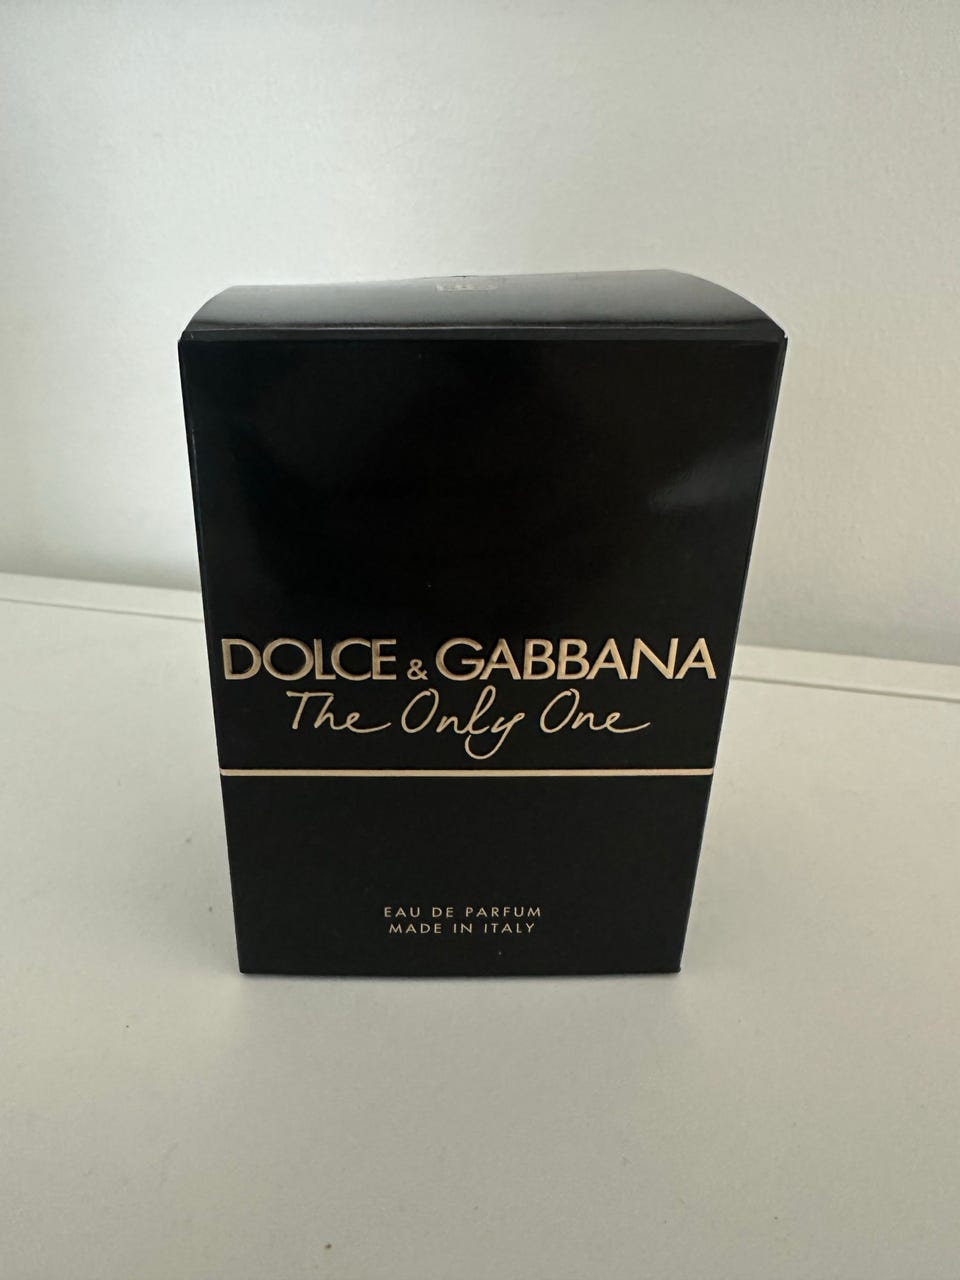 DOLCE & GABBANA
The Only One
EAU DE PARFUM
MADE IN ITALY